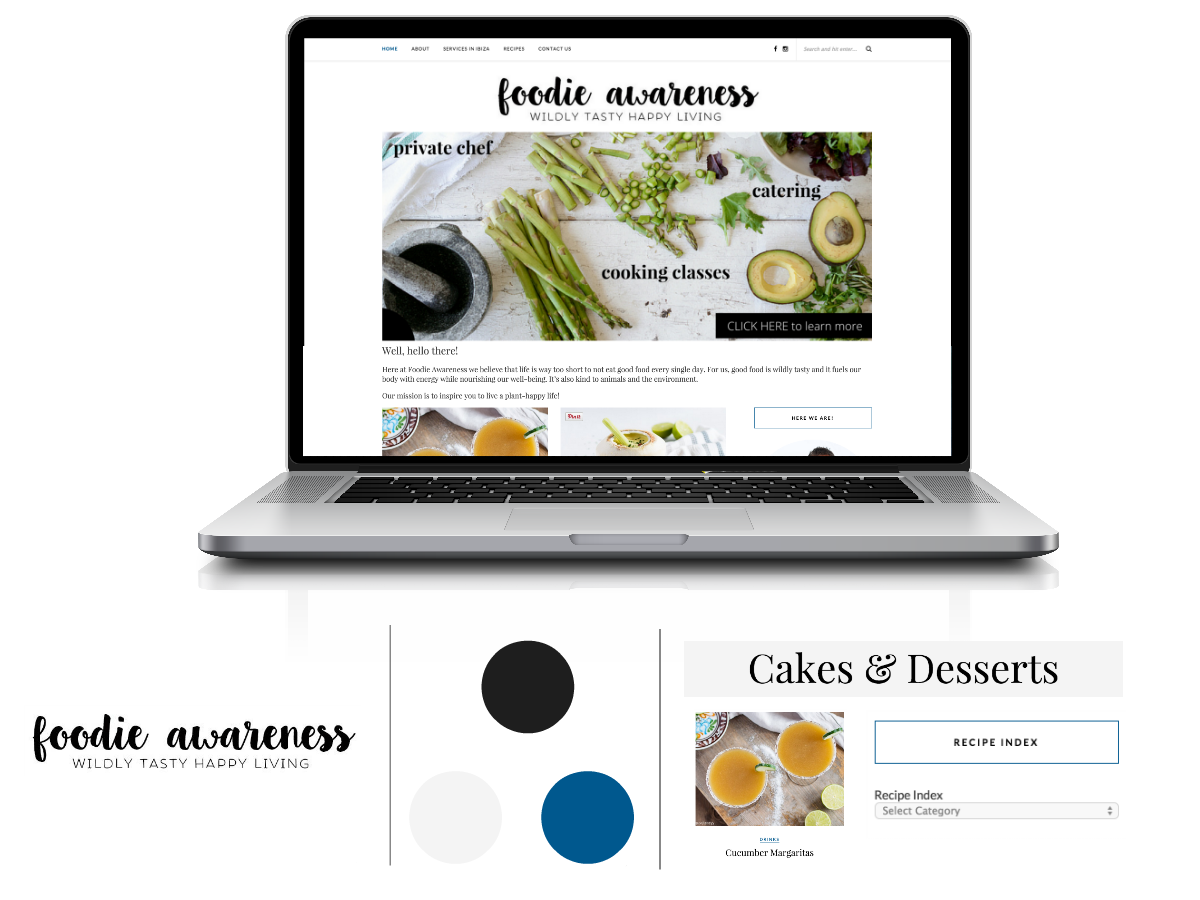 HOME ABOUT SERVICES IN IBIZA RECIPES CONTACT US Search and hit enter...
foodie awareness
WILDLY TASTY HAPPY LIVING
private chef
catering
cooking classes
CLICK HERE to learn more
Well, hello there!
Here at Foodie Awareness we believe that life is way too short to not eat good food every single day. For us, good food is wildly tasty and it fuels our
body with energy while nourishing our well-being. It's also kind to animals and the environment.
Our mission is to inspire you to live a plant-happy life!
Pin it
HERE WE ARE!
foodie awareness
WILDLY TASTY HAPPY LIVING
Cakes & Desserts
RECIPE INDEX
Recipe Index
Select Category
DRINKS
Cucumber Margaritas